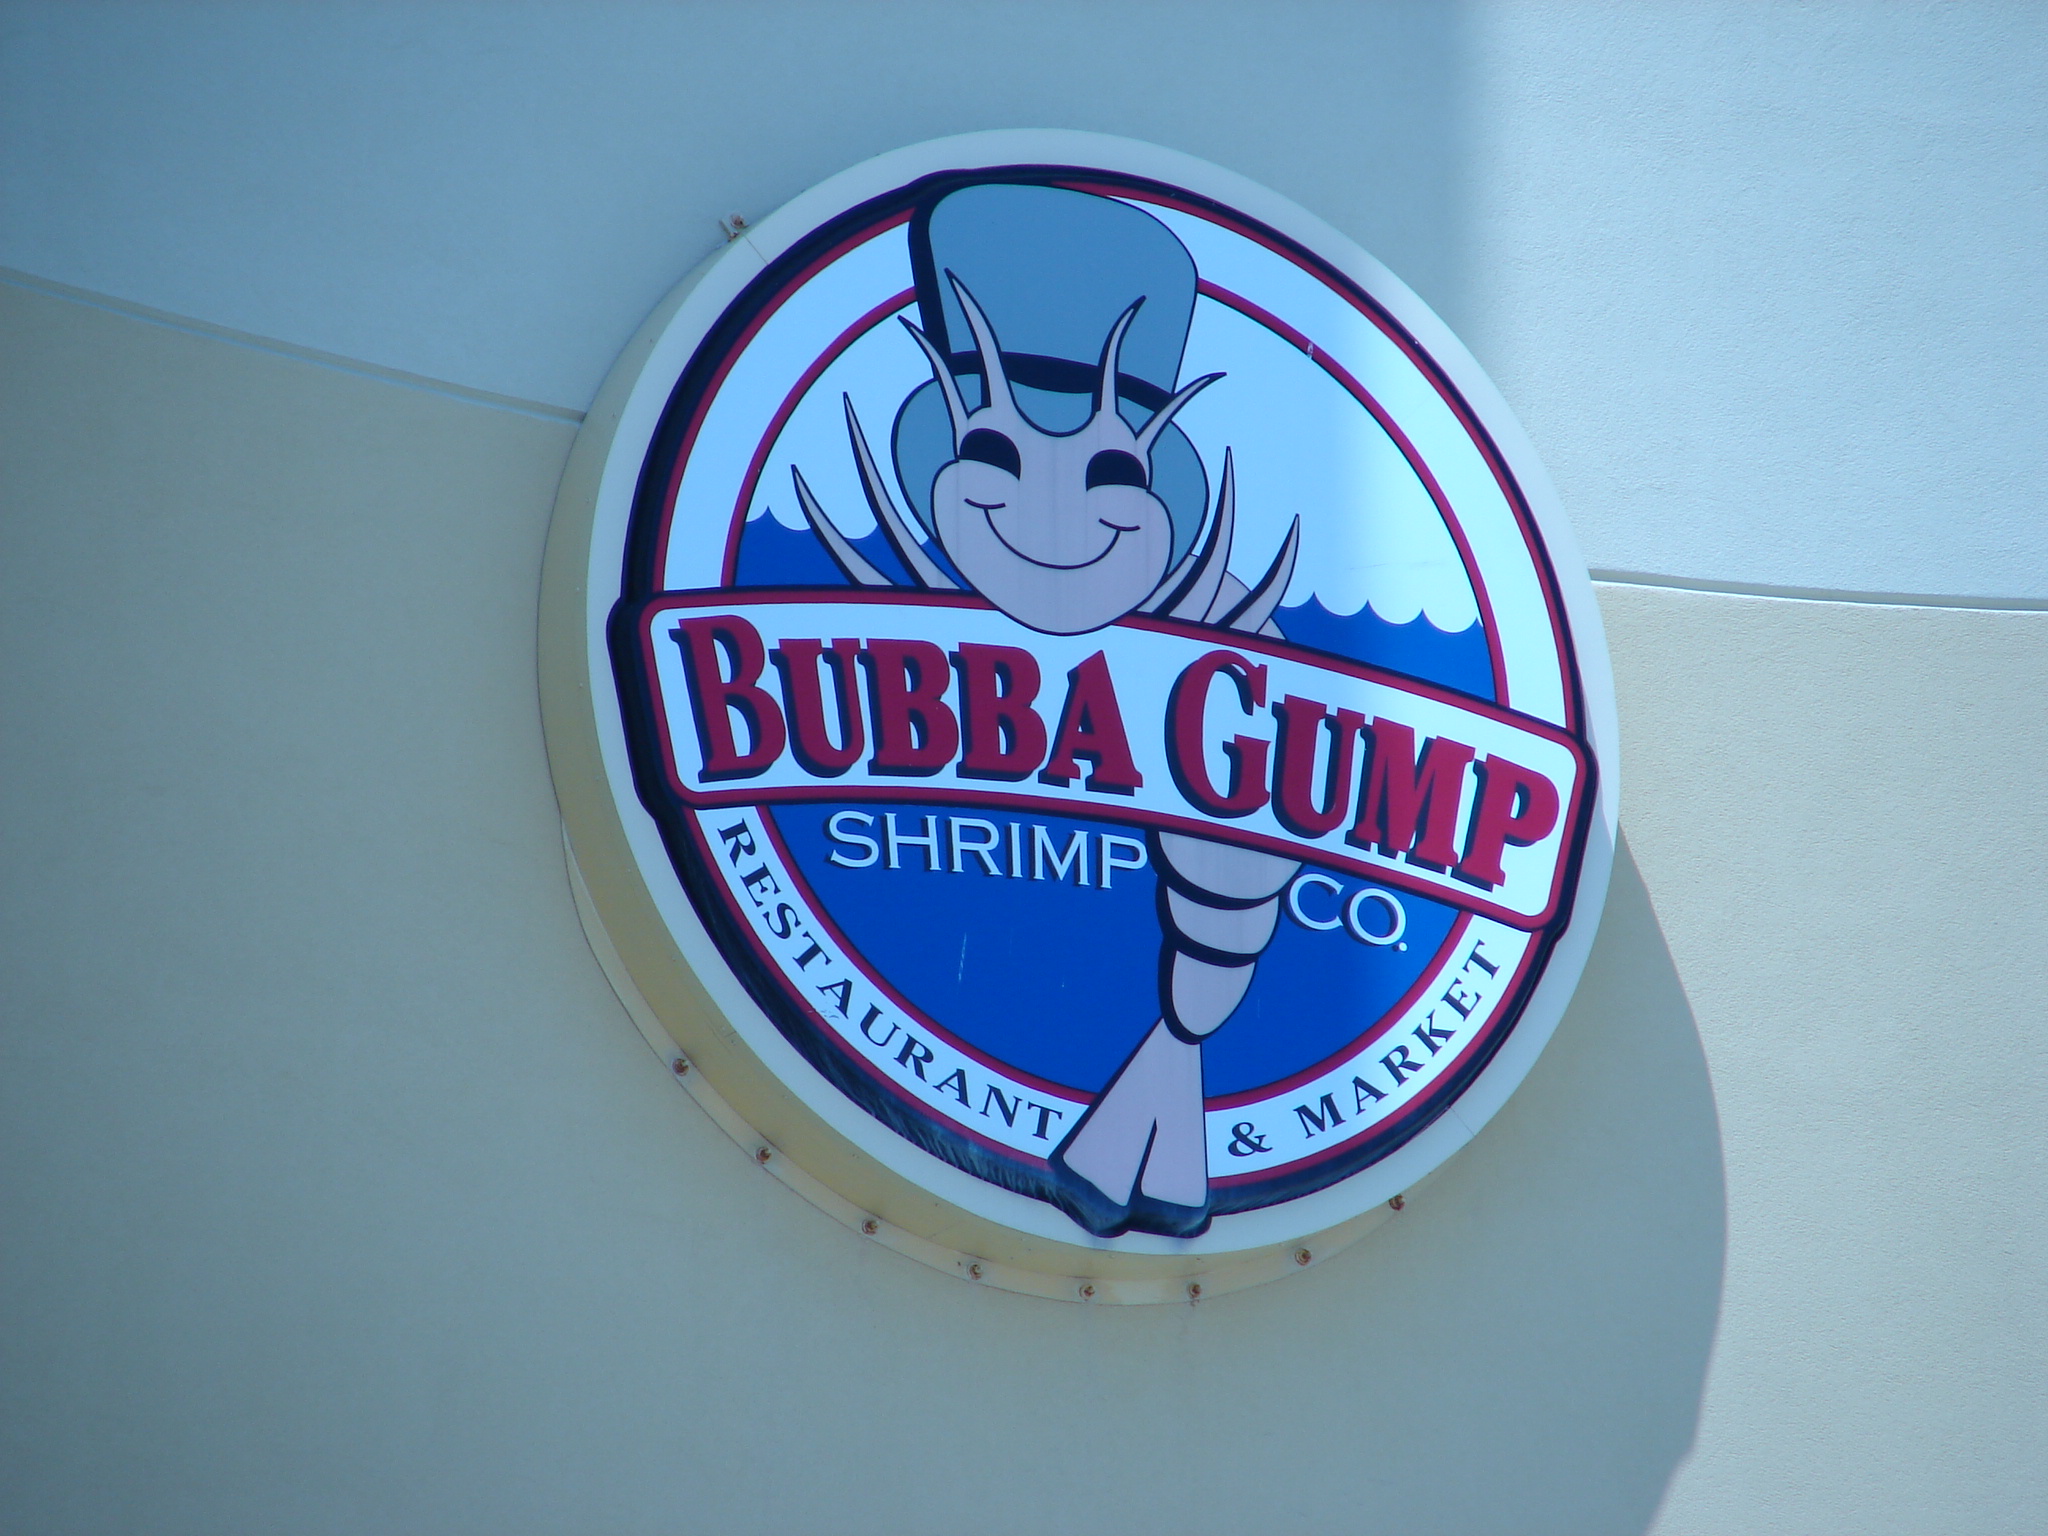 BUBBA GUMP
SHRIMP CO.
RESTAURANT & MARKET